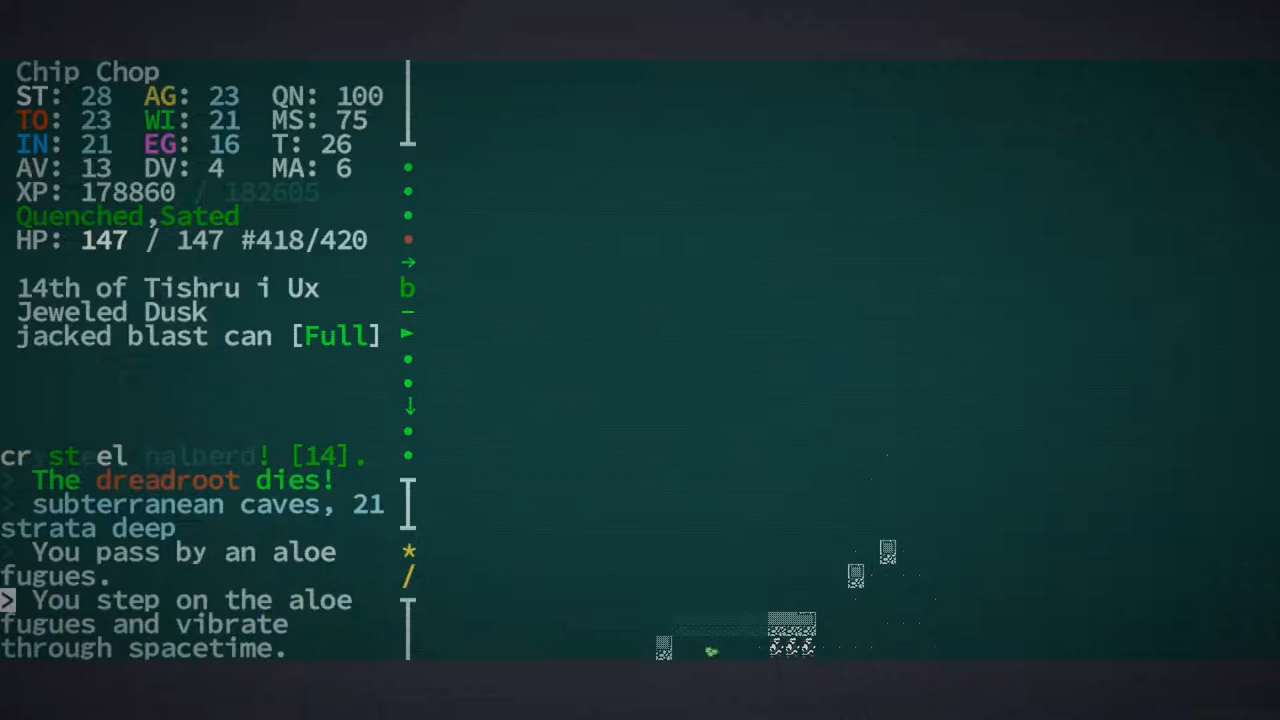 Chip Chop
ST: 28 AG: 23 QN: 100
TO: 23 WI: 21 MS: 75
IN: 21 EG: 16 T: 26
AV: 13 DV: 4 MA: 6
XP: 178860 / 182605
Quenched,Sated
HP: 147 / 147 #418/420
14th of Tishru i Ux
Jeweled Dusk
jacked blast can [Full]
steel halberd! [14].
> The dreadroot dies!
> subterranean caves, 21
strata deep
> You pass by an aloe
fugues.
> You step on the aloe
fugues and vibrate
through spacetime.